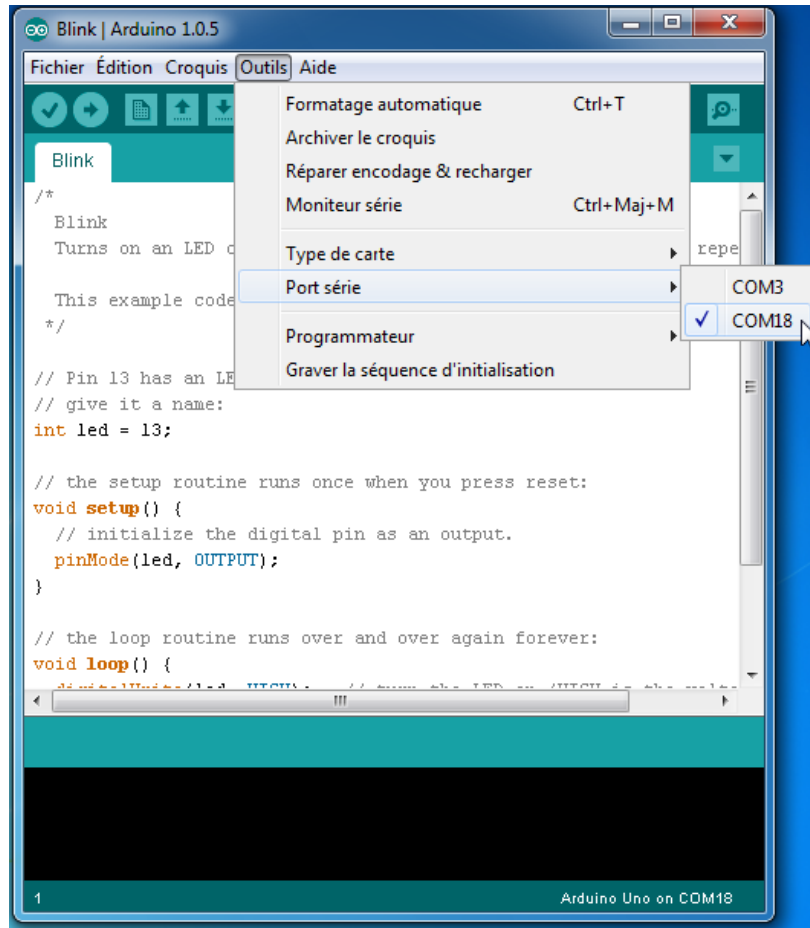 Blink | Arduino 1.0.5
Fichier Édition Croquis Outils Aide
Formatage automatique Ctrl+T
Archiver le croquis
Réparer encodage & recharger
Moniteur série Ctrl+Maj+M
Type de carte
Port série
COM3
COM18
Programmateur
Graver la séquence d'initialisation
Blink
/*
Blink
Turns on an LED repe
This example code
*/
// Pin 13 has an LE
// give it a name:
int led = 13;
// the setup routine runs once when you press reset:
void setup() {
// initialize the digital pin as an output.
pinMode(led, OUTPUT);
}
// the loop routine runs over and over again forever:
void loop() {
1
Arduino Uno on COM18